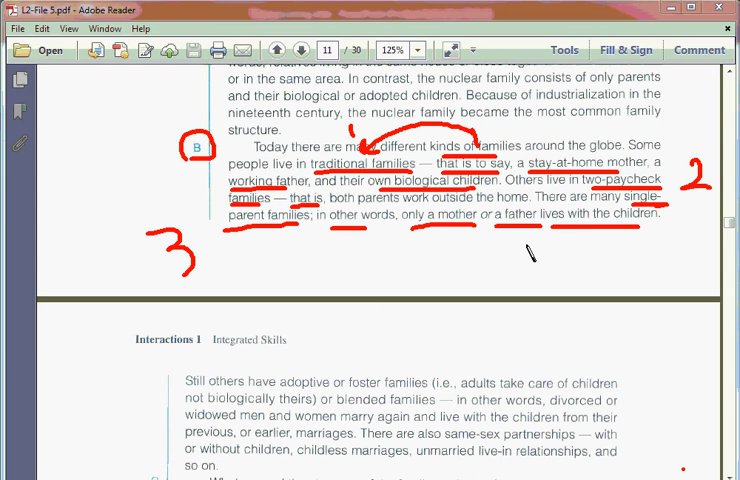 L2-File 5.pdf - Adobe Reader
File Edit View Window Help
Open 11 / 30 125% Tools Fill & Sign Comment
or in the same area. In contrast, the nuclear family consists of only parents
and their biological or adopted children. Because of industrialization in the
nineteenth century, the nuclear family became the most common family
structure.
1
B Today there are many different kinds of families around the globe. Some
people live in traditional families — that is to say, a stay-at-home mother, a
working father, and their own biological children. Others live in two-paycheck 2
families — that is, both parents work outside the home. There are many single-
parent families; in other words, only a mother or a father lives with the children.
3
Interactions 1 Integrated Skills
Still others have adoptive or foster families (i.e., adults take care of children
not biologically theirs) or blended families — in other words, divorced or
widowed men and women marry again and live with the children from their
previous, or earlier, marriages. There are also same-sex partnerships — with
or without children, childless marriages, unmarried live-in relationships, and
so on.